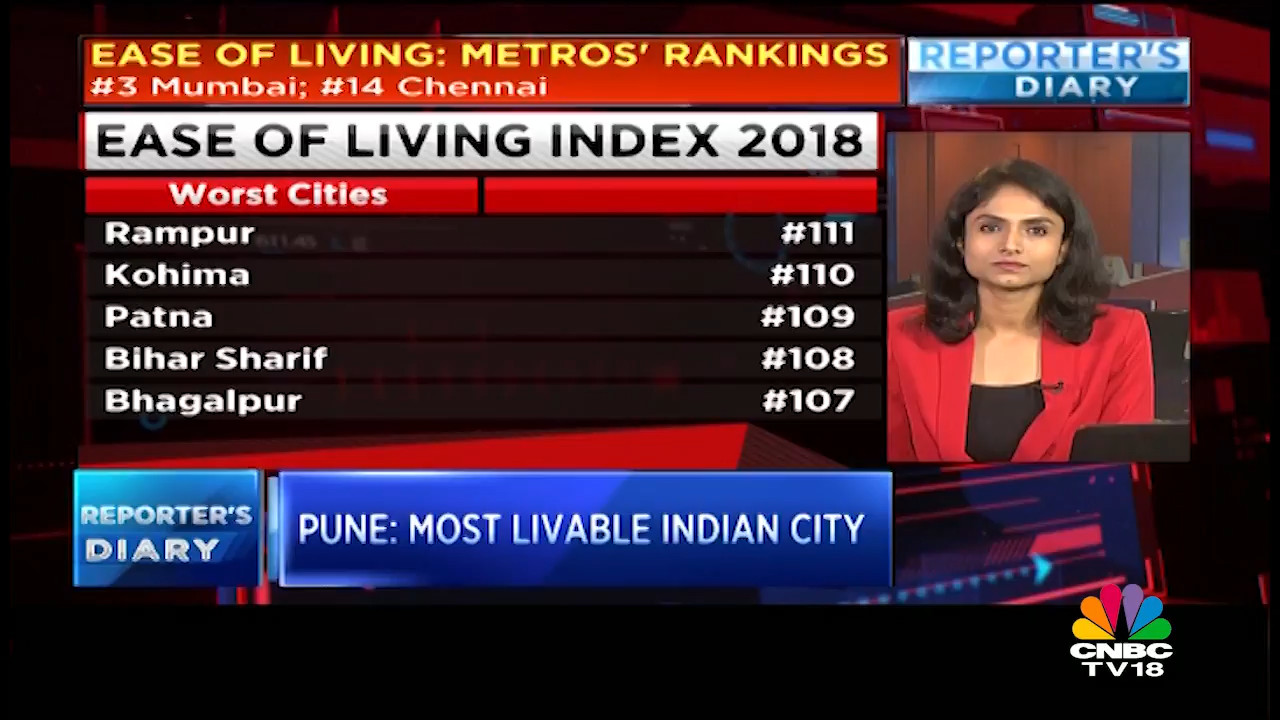 EASE OF LIVING: METROS' RANKINGS
#3 Mumbai; #14 Chennai
REPORTER'S
DIARY
EASE OF LIVING INDEX 2018
Worst Cities
Rampur #111
Kohima #110
Patna #109
Bihar Sharif #108
Bhagalpur #107
REPORTER'S
DIARY
PUNE: MOST LIVABLE INDIAN CITY
CNBC
TV18